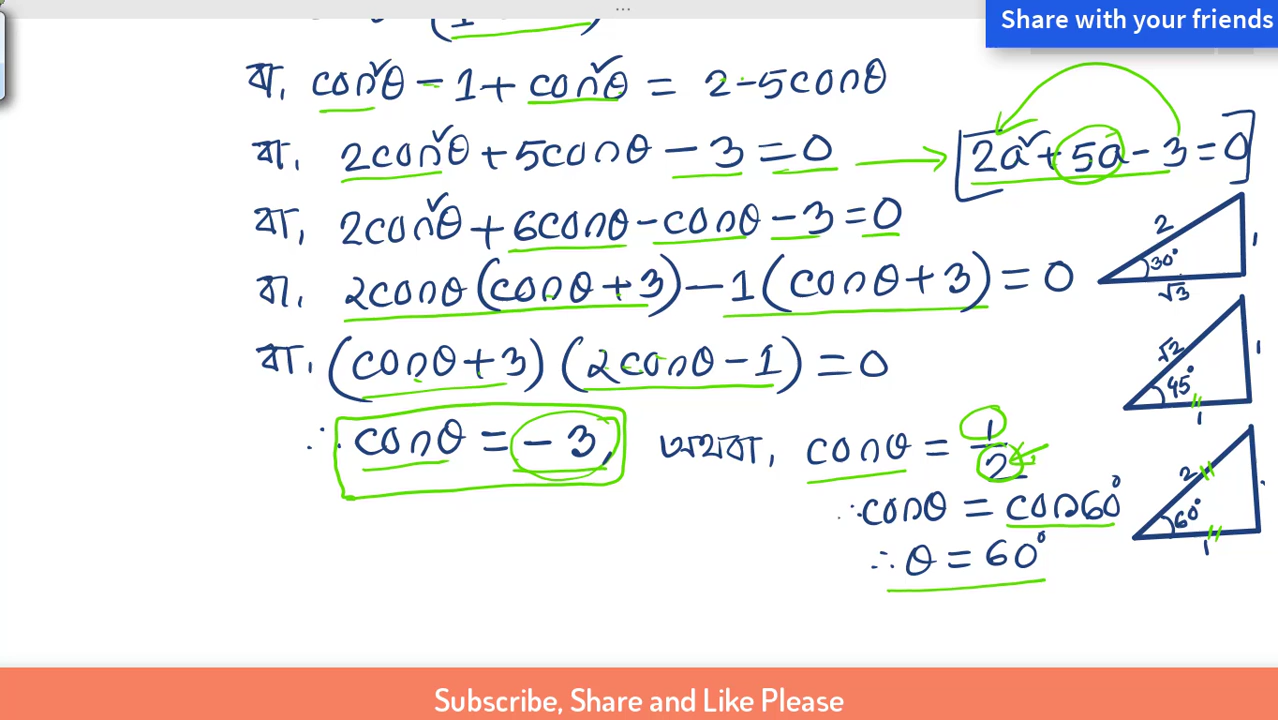 Share with your friends
বা, cos²θ - 1 + cos²θ = 2 - 5cosθ
বা, 2cos²θ + 5cosθ - 3 = 0 → [2a² + 5a - 3 = 0]
বা, 2cos²θ + 6cosθ - cosθ - 3 = 0
বা, 2cosθ(cosθ + 3) - 1(cosθ + 3) = 0
বা, (cosθ + 3)(2cosθ - 1) = 0
∴ cosθ = -3, অথবা, cosθ = 1/2
∴ cosθ = cos60°
∴ θ = 60°
2
1
30°
√3
√2
1
45°
1
2
60°
1
Subscribe, Share and Like Please